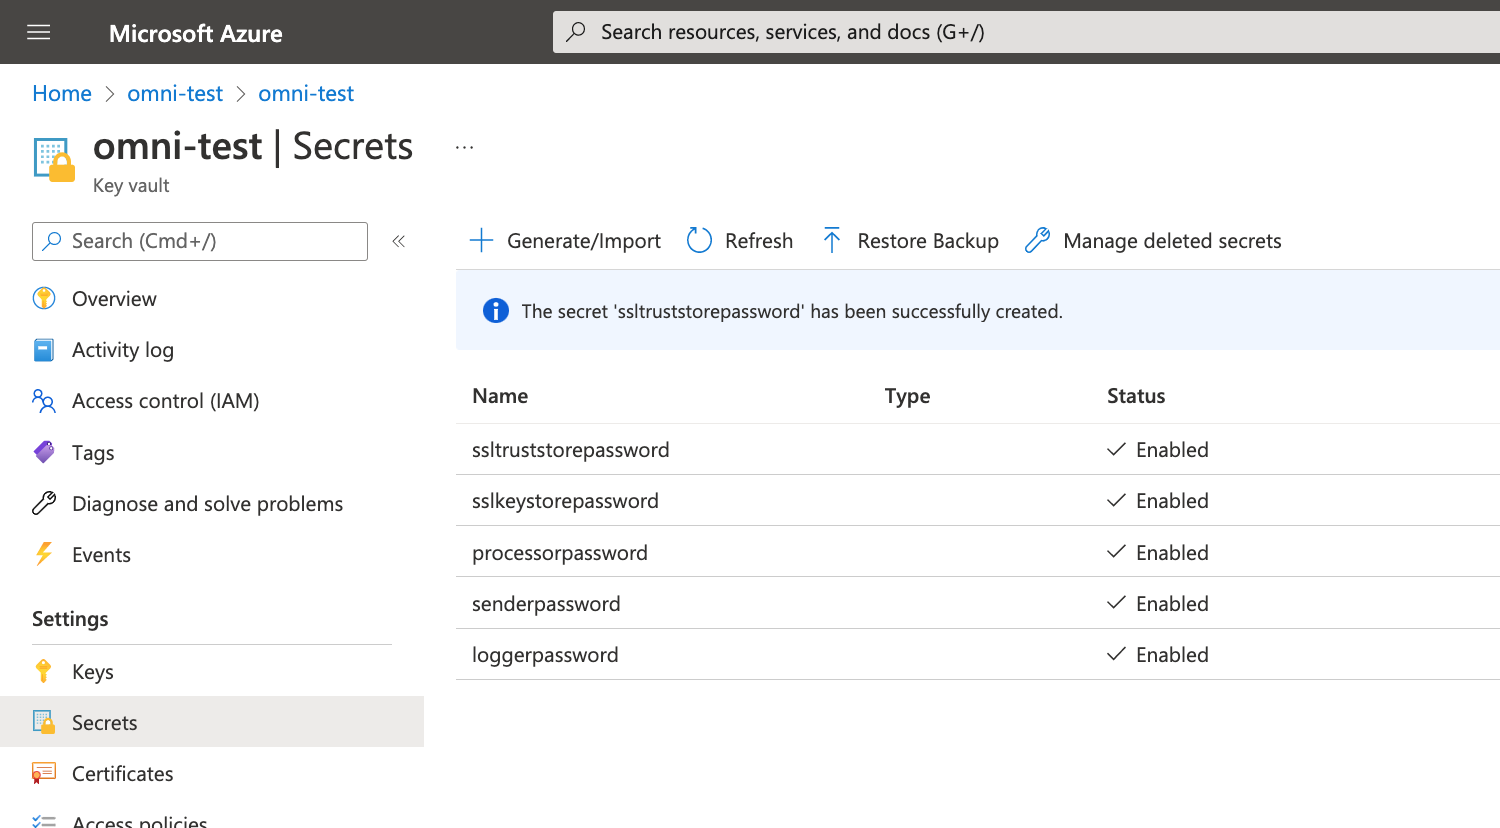 Microsoft Azure
Search resources, services, and docs (G+/)
Home > omni-test > omni-test
omni-test | Secrets ...
Key vault
Search (Cmd+/)
«
Generate/Import
Refresh
Restore Backup
Manage deleted secrets
Overview
Activity log
Access control (IAM)
Tags
Diagnose and solve problems
Events
Settings
Keys
Secrets
Certificates
Access policies
The secret 'ssltruststorepassword' has been successfully created.
Name Type Status
ssltruststorepassword Enabled
sslkeystorepassword Enabled
processorpassword Enabled
senderpassword Enabled
loggerpassword Enabled